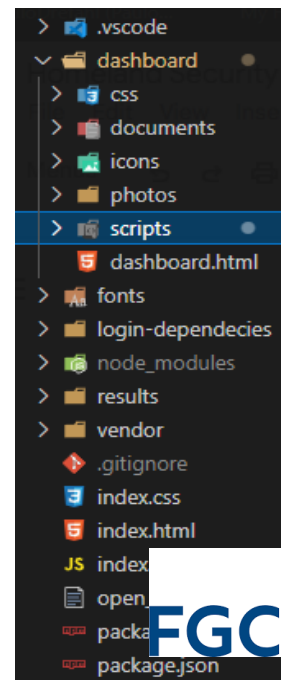 .vscode
dashboard
css
documents
icons
photos
scripts
dashboard.html
fonts
login-dependecies
node_modules
results
vendor
.gitignore
index.css
index.html
JS index
open_
packa
package.json
FGC